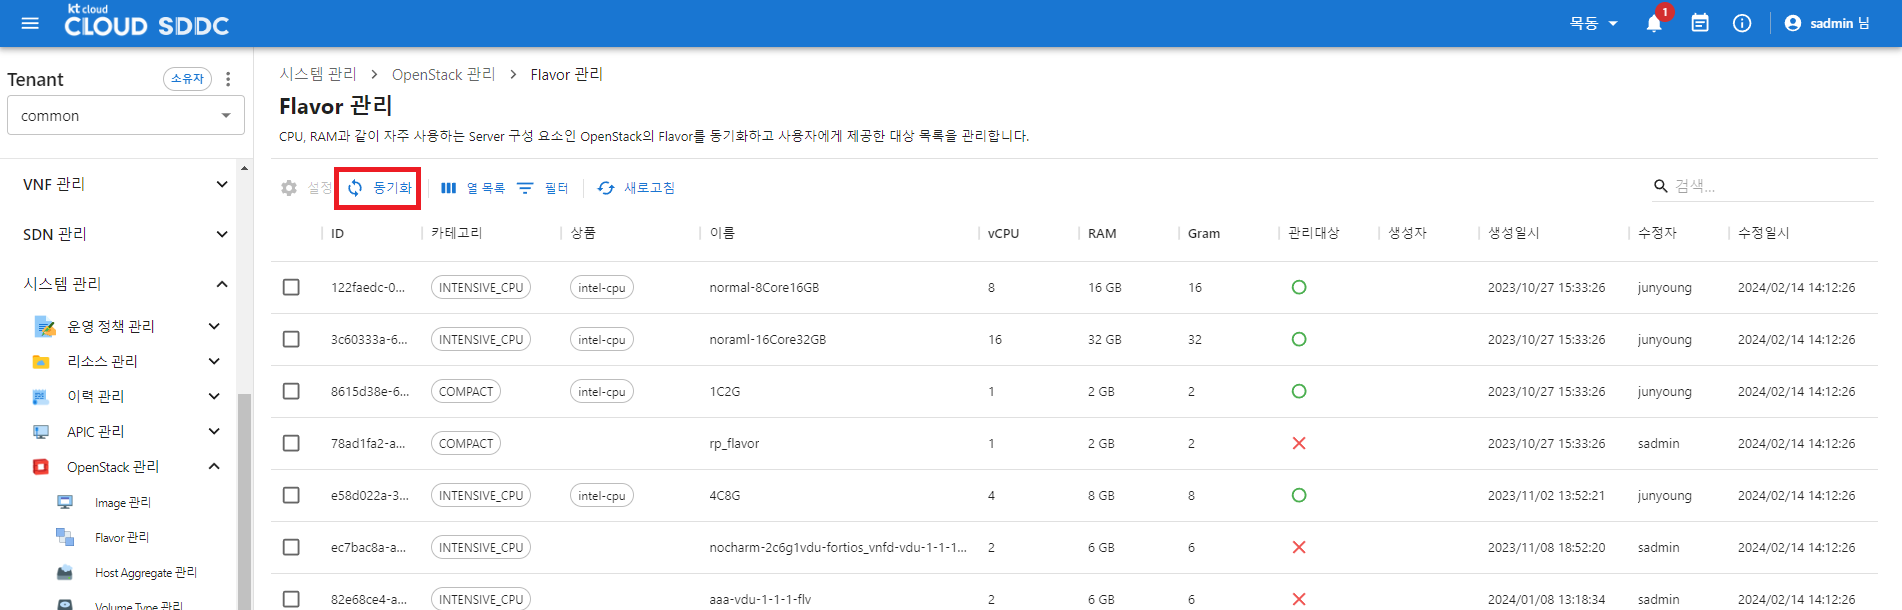 kt cloud
CLOUD SDDC
목동
1
sadmin 님
Tenant
소유자
common
VNF 관리
SDN 관리
시스템 관리
운영 정책 관리
리소스 관리
이력 관리
APIC 관리
OpenStack 관리
Image 관리
Flavor 관리
Host Aggregate 관리
Volume Type 관리
시스템 관리 > OpenStack 관리 > Flavor 관리
Flavor 관리
CPU, RAM과 같이 자주 사용하는 Server 구성 요소인 OpenStack의 Flavor를 동기화하고 사용자에게 제공한 대상 목록을 관리합니다.
설정 동기화 열 목록 필터 새로고침 검색...
ID 카테고리 상품 이름 vCPU RAM Gram 관리대상 생성자 생성일시 수정자 수정일시
122faedc-0... INTENSIVE_CPU intel-cpu normal-8Core16GB 8 16 GB 16 2023/10/27 15:33:26 junyoung 2024/02/14 14:12:26
3c60333a-6... INTENSIVE_CPU intel-cpu noraml-16Core32GB 16 32 GB 32 2023/10/27 15:33:26 junyoung 2024/02/14 14:12:26
8615d38e-6... COMPACT intel-cpu 1C2G 1 2 GB 2 2023/10/27 15:33:26 junyoung 2024/02/14 14:12:26
78ad1fa2-a... COMPACT rp_flavor 1 2 GB 2 2023/10/27 15:33:26 sadmin 2024/02/14 14:12:26
e58d022a-3... INTENSIVE_CPU intel-cpu 4C8G 4 8 GB 8 2023/11/02 13:52:21 junyoung 2024/02/14 14:12:26
ec7bac8a-a... INTENSIVE_CPU nocharm-2c6g1vdu-fortios_vnfd-vdu-1-1-1... 2 6 GB 6 2023/11/08 18:52:20 sadmin 2024/02/14 14:12:26
82e68ce4-a... INTENSIVE_CPU aaa-vdu-1-1-1-flv 2 6 GB 6 2024/01/08 13:18:34 sadmin 2024/02/14 14:12:26